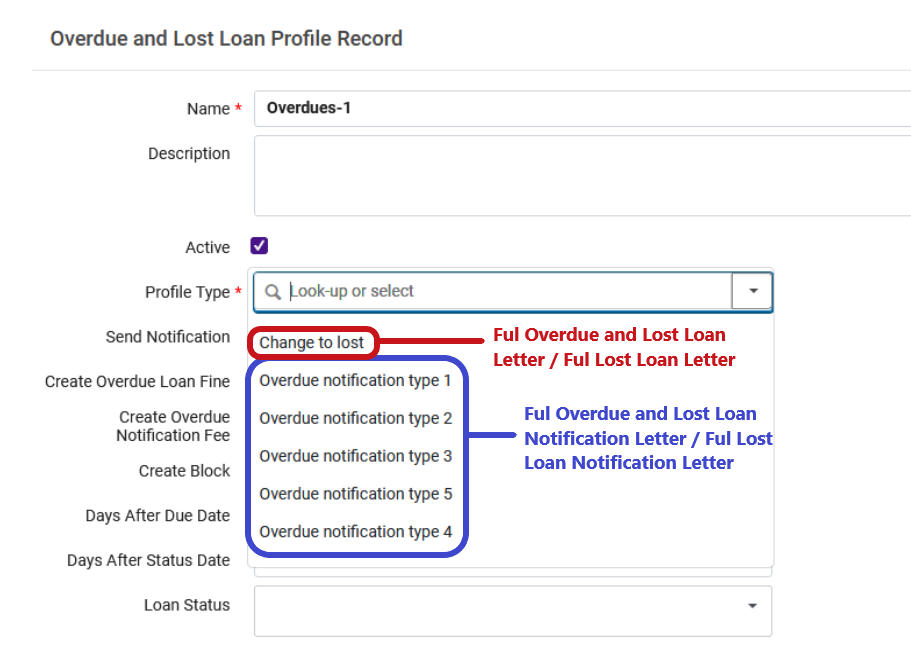 Overdue and Lost Loan Profile Record
Name *
Overdues-1
Description
Active
Profile Type *
Look-up or select
Send Notification
Change to lost
Ful Overdue and Lost Loan
Letter / Ful Lost Loan Letter
Create Overdue Loan Fine
Overdue notification type 1
Create Overdue
Notification Fee
Overdue notification type 2
Ful Overdue and Lost Loan
Notification Letter / Ful Lost
Loan Notification Letter
Create Block
Overdue notification type 3
Days After Due Date
Overdue notification type 5
Overdue notification type 4
Days After Status Date
Loan Status